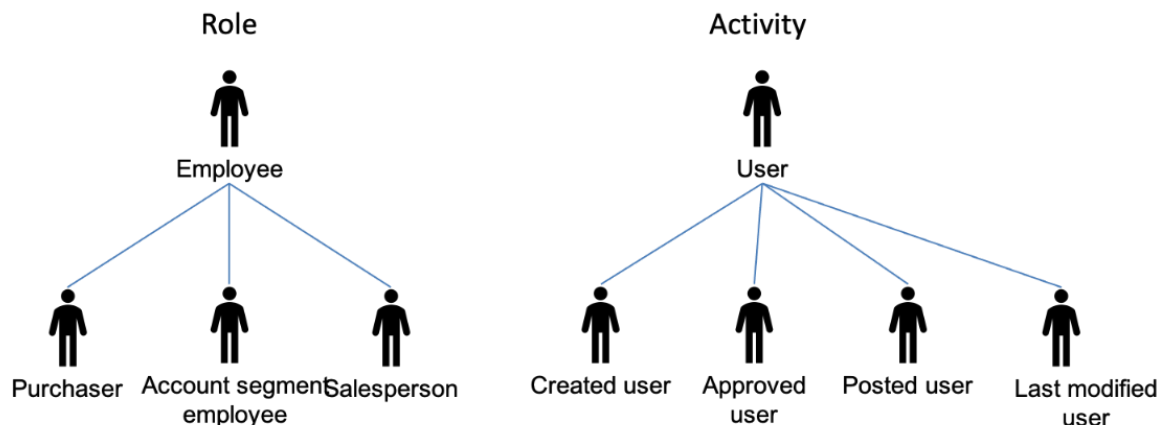 Role
Activity
Employee
User
Purchaser
Account segment
employee
Salesperson
Created user
Approved
user
Posted user
Last modified
user